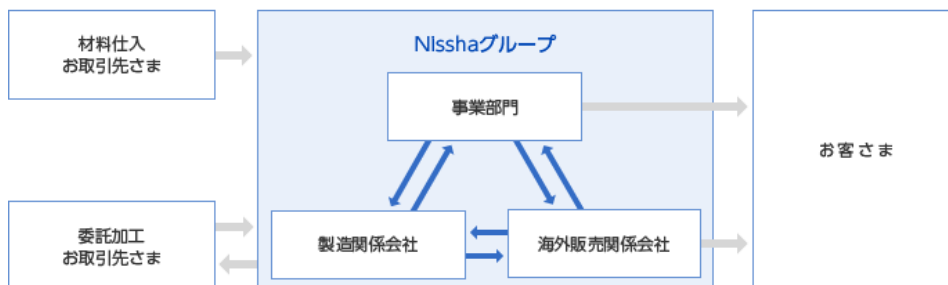 材料仕入
お取引先さま
NIsshaグループ
事業部門
お客さま
委託加工
お取引先さま
製造関係会社
海外販売関係会社